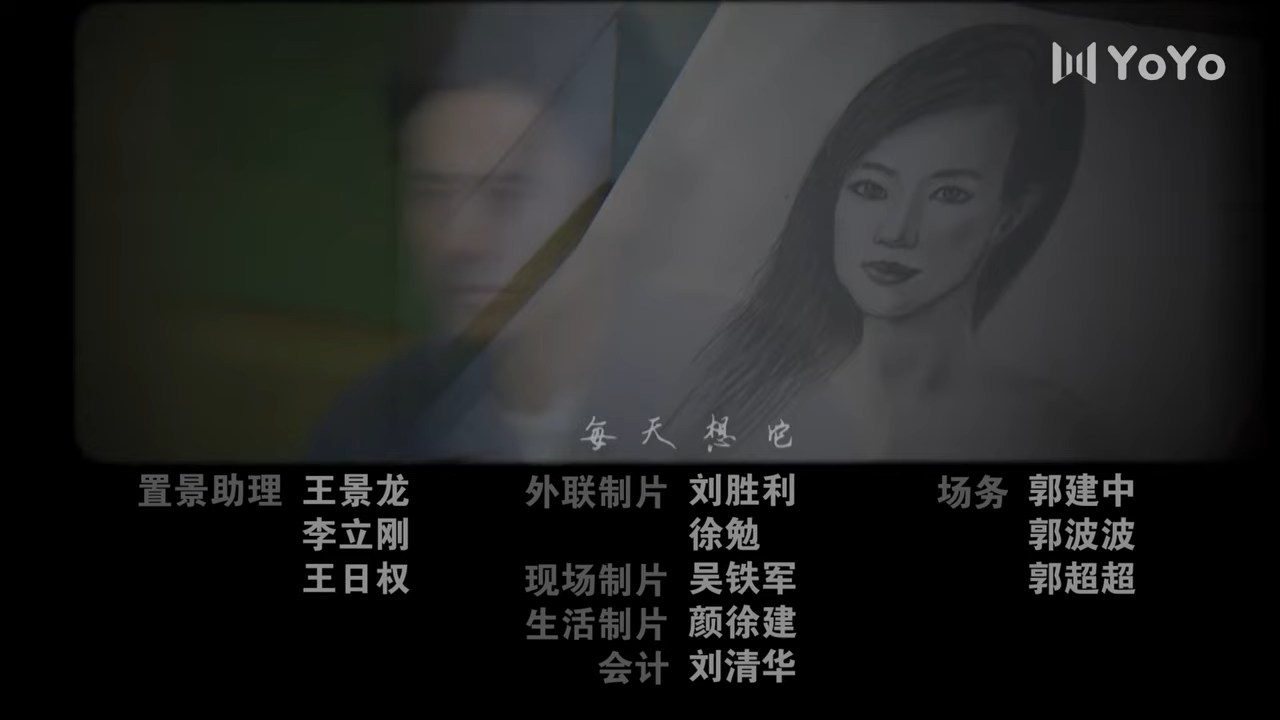 YoYo
每天想它
置景助理 王景龙 外联制片 刘胜利 场务 郭建中
李立刚 徐勉 郭波波
王日权 现场制片 吴铁军 郭超超
生活制片 颜徐建
会计 刘清华